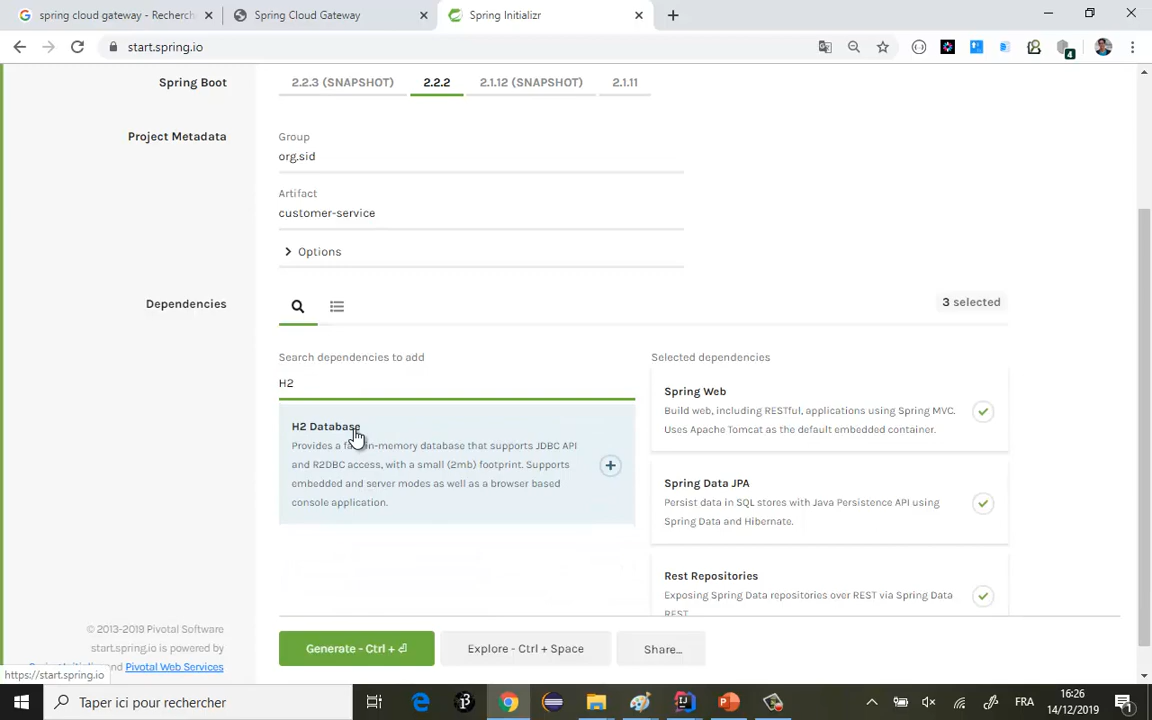 spring cloud gateway - Recherch
Spring Cloud Gateway
Spring Initializr
start.spring.io
4
Spring Boot
2.2.3 (SNAPSHOT)
2.2.2
2.1.12 (SNAPSHOT)
2.1.11
Project Metadata
Group
org.sid
Artifact
customer-service
Options
Dependencies
3 selected
Search dependencies to add
H2
H2 Database
Provides a fast in-memory database that supports JDBC API
and R2DBC access, with a small (2mb) footprint. Supports
embedded and server modes as well as a browser based
console application.
Selected dependencies
Spring Web
Build web, including RESTful, applications using Spring MVC.
Uses Apache Tomcat as the default embedded container.
Spring Data JPA
Persist data in SQL stores with Java Persistence API using
Spring Data and Hibernate.
Rest Repositories
Exposing Spring Data repositories over REST via Spring Data
REST.
© 2013-2019 Pivotal Software
start.spring.io is powered by
and Pivotal Web Services
https://start.spring.io
Generate - Ctrl + ⏎
Explore - Ctrl + Space
Share...
Taper ici pour rechercher
FRA
16:26
14/12/2019
1